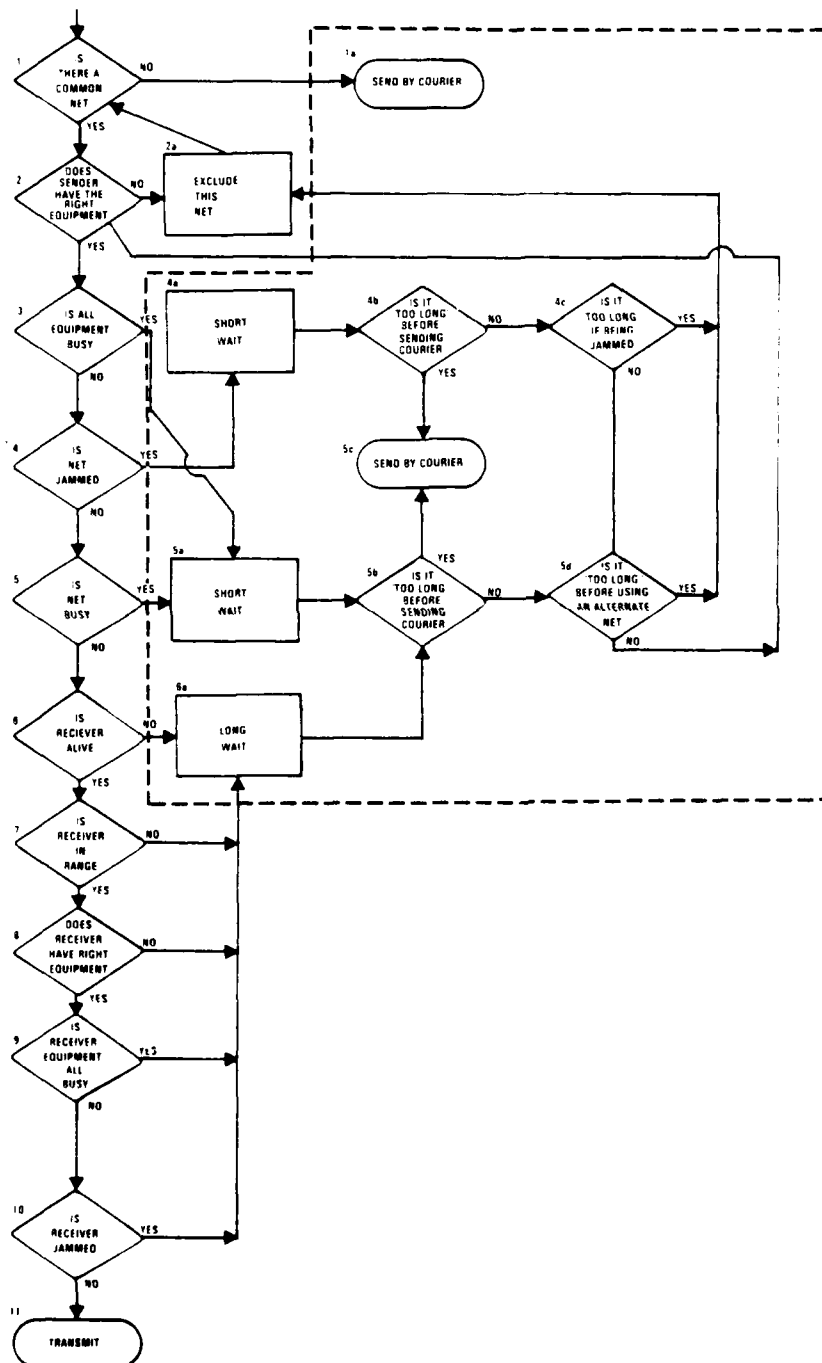 1
IS
THERE A
COMMON
NET
NO
YES
1a
SEND BY COURIER
2
DOES
SENDER
HAVE THE
RIGHT
EQUIPMENT
NO
YES
2a
EXCLUDE
THIS
NET
3
IS ALL
EQUIPMENT
BUSY
YES
NO
4a
SHORT
WAIT
4b
IS IT
TOO LONG
BEFORE
SENDING
COURIER
NO
YES
4c
IS IT
TOO LONG
IF BEING
JAMMED
YES
NO
4
IS
NET
JAMMED
YES
NO
5c
SEND BY COURIER
5
IS
NET
BUSY
YES
NO
5a
SHORT
WAIT
5b
YES
IS IT
TOO LONG
BEFORE
SENDING
COURIER
NO
5d
IS IT
TOO LONG
BEFORE USING
AN ALTERNATE
NET
YES
NO
6
IS
RECIEVER
ALIVE
NO
YES
6a
LONG
WAIT
7
IS
RECEIVER
IN
RANGE
NO
YES
8
DOES
RECEIVER
HAVE RIGHT
EQUIPMENT
NO
YES
9
IS
RECEIVER
EQUIPMENT
ALL
BUSY
YES
NO
10
IS
RECEIVER
JAMMED
YES
NO
11
TRANSMIT